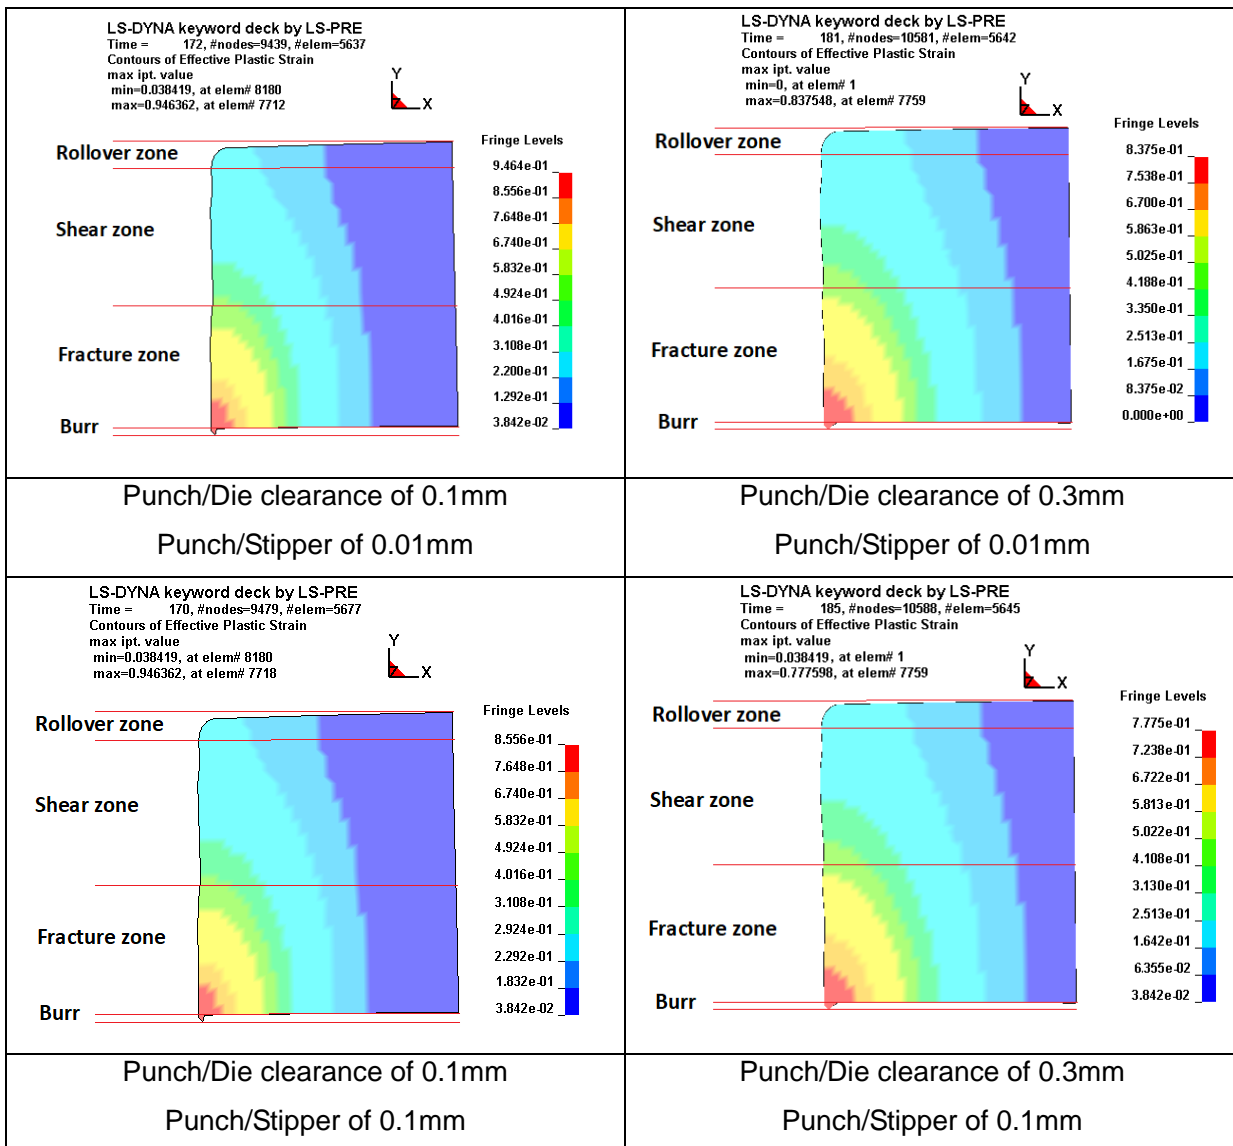 LS-DYNA keyword deck by LS-PRE
Time = 172, #nodes=9439, #elem=5637
Contours of Effective Plastic Strain
max ipt. value
min=0.038419, at elem# 8180
max=0.946362, at elem# 7712
Y
Z
X
Rollover zone
Shear zone
Fracture zone
Burr
Fringe Levels
9.464e-01
8.556e-01
7.648e-01
6.740e-01
5.832e-01
4.924e-01
4.016e-01
3.108e-01
2.200e-01
1.292e-01
3.842e-02
Punch/Die clearance of 0.1mm
Punch/Stipper of 0.01mm
LS-DYNA keyword deck by LS-PRE
Time = 181, #nodes=10581, #elem=5642
Contours of Effective Plastic Strain
max ipt. value
min=0, at elem# 1
max=0.837548, at elem# 7759
Y
Z
X
Rollover zone
Shear zone
Fracture zone
Burr
Fringe Levels
8.375e-01
7.538e-01
6.700e-01
5.863e-01
5.025e-01
4.188e-01
3.350e-01
2.513e-01
1.675e-01
8.375e-02
0.000e+00
Punch/Die clearance of 0.3mm
Punch/Stipper of 0.01mm
LS-DYNA keyword deck by LS-PRE
Time = 170, #nodes=9479, #elem=5677
Contours of Effective Plastic Strain
max ipt. value
min=0.038419, at elem# 8180
max=0.946362, at elem# 7718
Y
Z
X
Rollover zone
Shear zone
Fracture zone
Burr
Fringe Levels
8.556e-01
7.648e-01
6.740e-01
5.832e-01
4.924e-01
4.016e-01
3.108e-01
2.924e-01
2.292e-01
1.832e-01
3.842e-02
Punch/Die clearance of 0.1mm
Punch/Stipper of 0.1mm
LS-DYNA keyword deck by LS-PRE
Time = 185, #nodes=10588, #elem=5645
Contours of Effective Plastic Strain
max ipt. value
min=0.038419, at elem# 1
max=0.777598, at elem# 7759
Y
Z
X
Rollover zone
Shear zone
Fracture zone
Burr
Fringe Levels
7.775e-01
7.238e-01
6.722e-01
5.813e-01
5.022e-01
4.108e-01
3.130e-01
2.513e-01
1.642e-01
6.355e-02
3.842e-02
Punch/Die clearance of 0.3mm
Punch/Stipper of 0.1mm